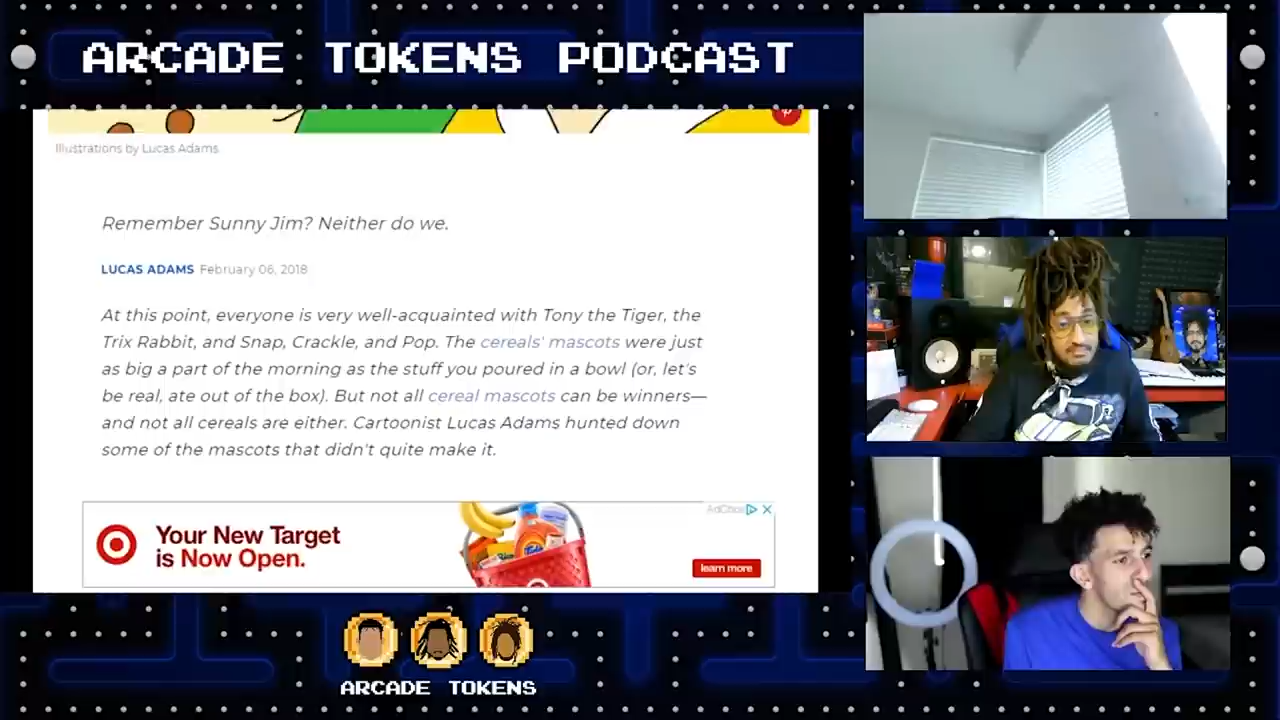 ARCADE TOKENS PODCAST
Illustrations by Lucas Adams
Remember Sunny Jim? Neither do we.
LUCAS ADAMS February 06, 2018
At this point, everyone is very well-acquainted with Tony the Tiger, the
Trix Rabbit, and Snap, Crackle, and Pop. The cereals' mascots were just
as big a part of the morning as the stuff you poured in a bowl (or, let's
be real, ate out of the box). But not all cereal mascots can be winners—
and not all cereals are either. Cartoonist Lucas Adams hunted down
some of the mascots that didn't quite make it.
AdChoices
Your New Target
is Now Open.
Tide
learn more
ARCADE TOKENS